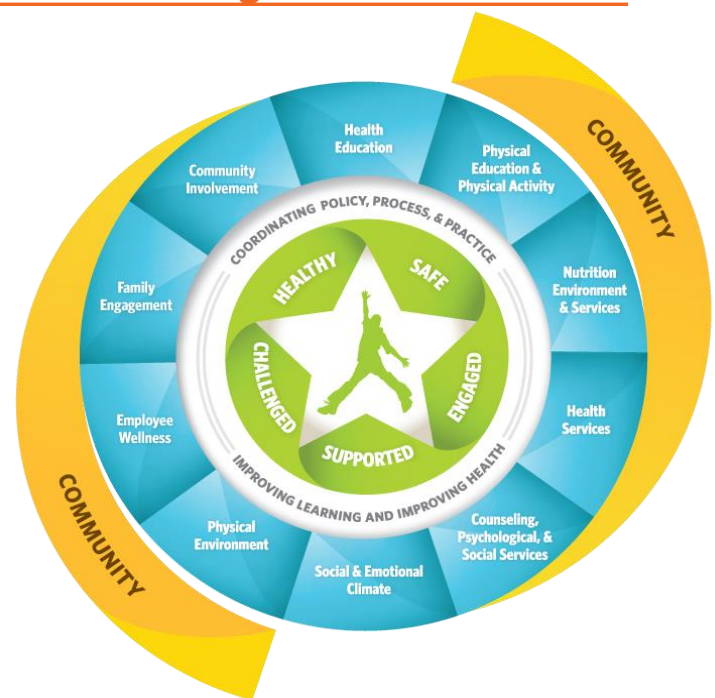 COMMUNITY
Health
Education
Physical
Education &
Physical Activity
Nutrition
Environment
& Services
Health
Services
Counseling,
Psychological, &
Social Services
Social & Emotional
Climate
Physical
Environment
Employee
Wellness
Family
Engagement
Community
Involvement
COORDINATING POLICY, PROCESS, & PRACTICE
IMPROVING LEARNING AND IMPROVING HEALTH
HEALTHY
SAFE
ENGAGED
SUPPORTED
CHALLENGED
COMMUNITY